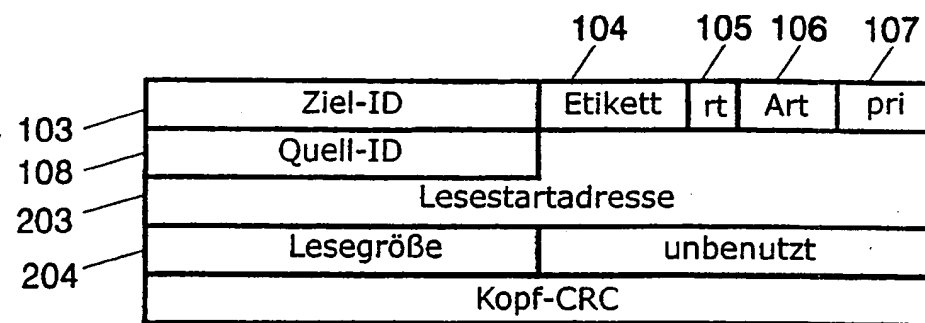 104 105 106 107
103 Ziel-ID Etikett rt Art pri
108 Quell-ID
203 Lesestartadresse
204 Lesegröße unbenutzt
Kopf-CRC